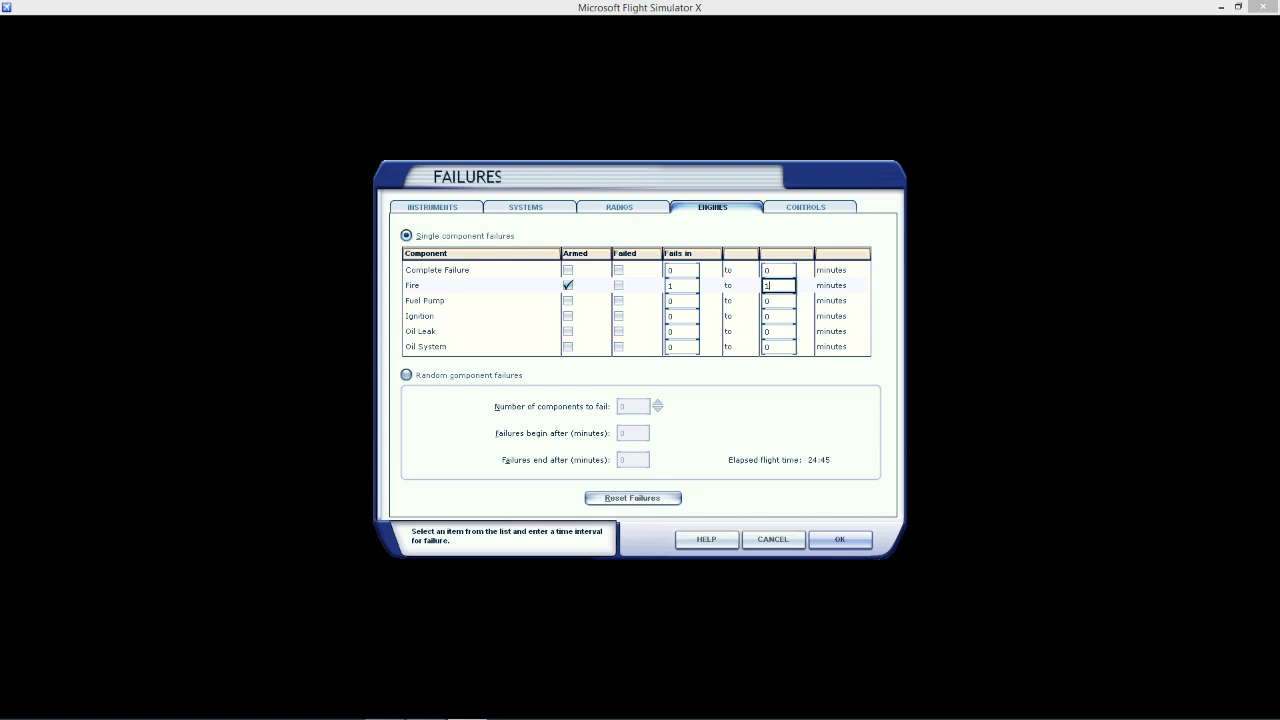 Microsoft Flight Simulator X
FAILURES
INSTRUMENTS SYSTEMS RADIOS ENGINES CONTROLS
Single component failures
Component Armed Failed Fails in
Complete Failure 0 to 0 minutes
Fire 1 to 1 minutes
Fuel Pump 0 to 0 minutes
Ignition 0 to 0 minutes
Oil Leak 0 to 0 minutes
Oil System 0 to 0 minutes
Random component failures
Number of components to fail: 0
Failures begin after (minutes): 0
Failures end after (minutes): 0 Elapsed flight time: 24:45
Reset Failures
Select an item from the list and enter a time interval
for failure.
HELP CANCEL OK